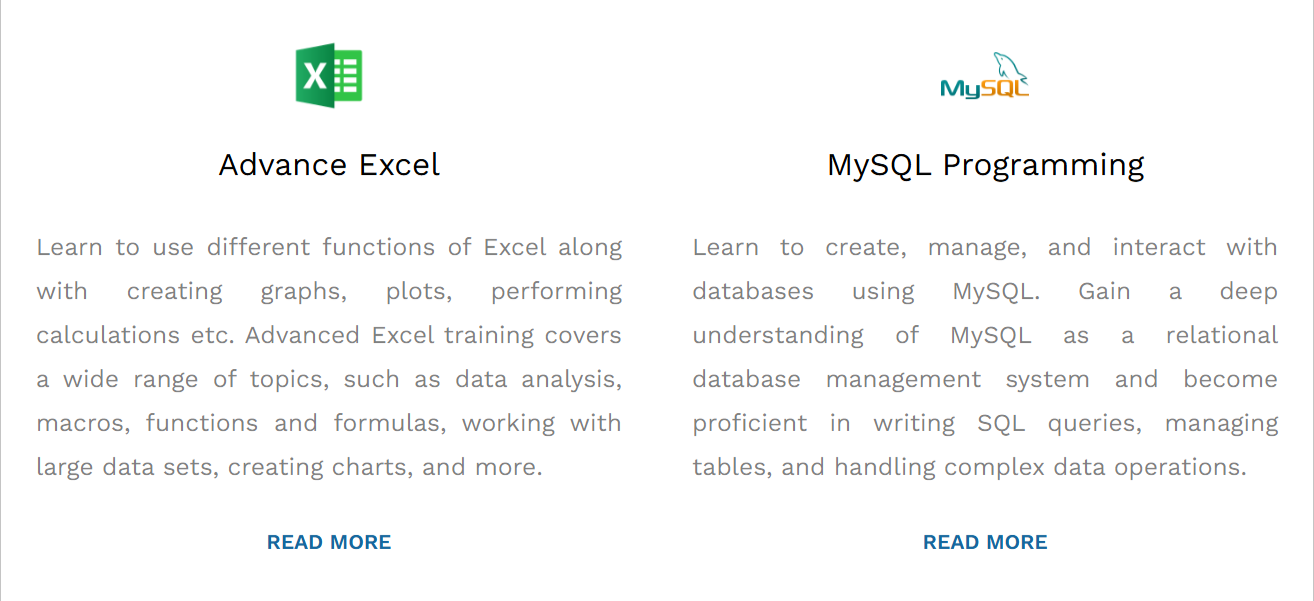 X
MySQL
Advance Excel
Learn to use different functions of Excel along
with creating graphs, plots, performing
calculations etc. Advanced Excel training covers
a wide range of topics, such as data analysis,
macros, functions and formulas, working with
large data sets, creating charts, and more.
READ MORE
MySQL Programming
Learn to create, manage, and interact with
databases using MySQL. Gain a deep
understanding of MySQL as a relational
database management system and become
proficient in writing SQL queries, managing
tables, and handling complex data operations.
READ MORE